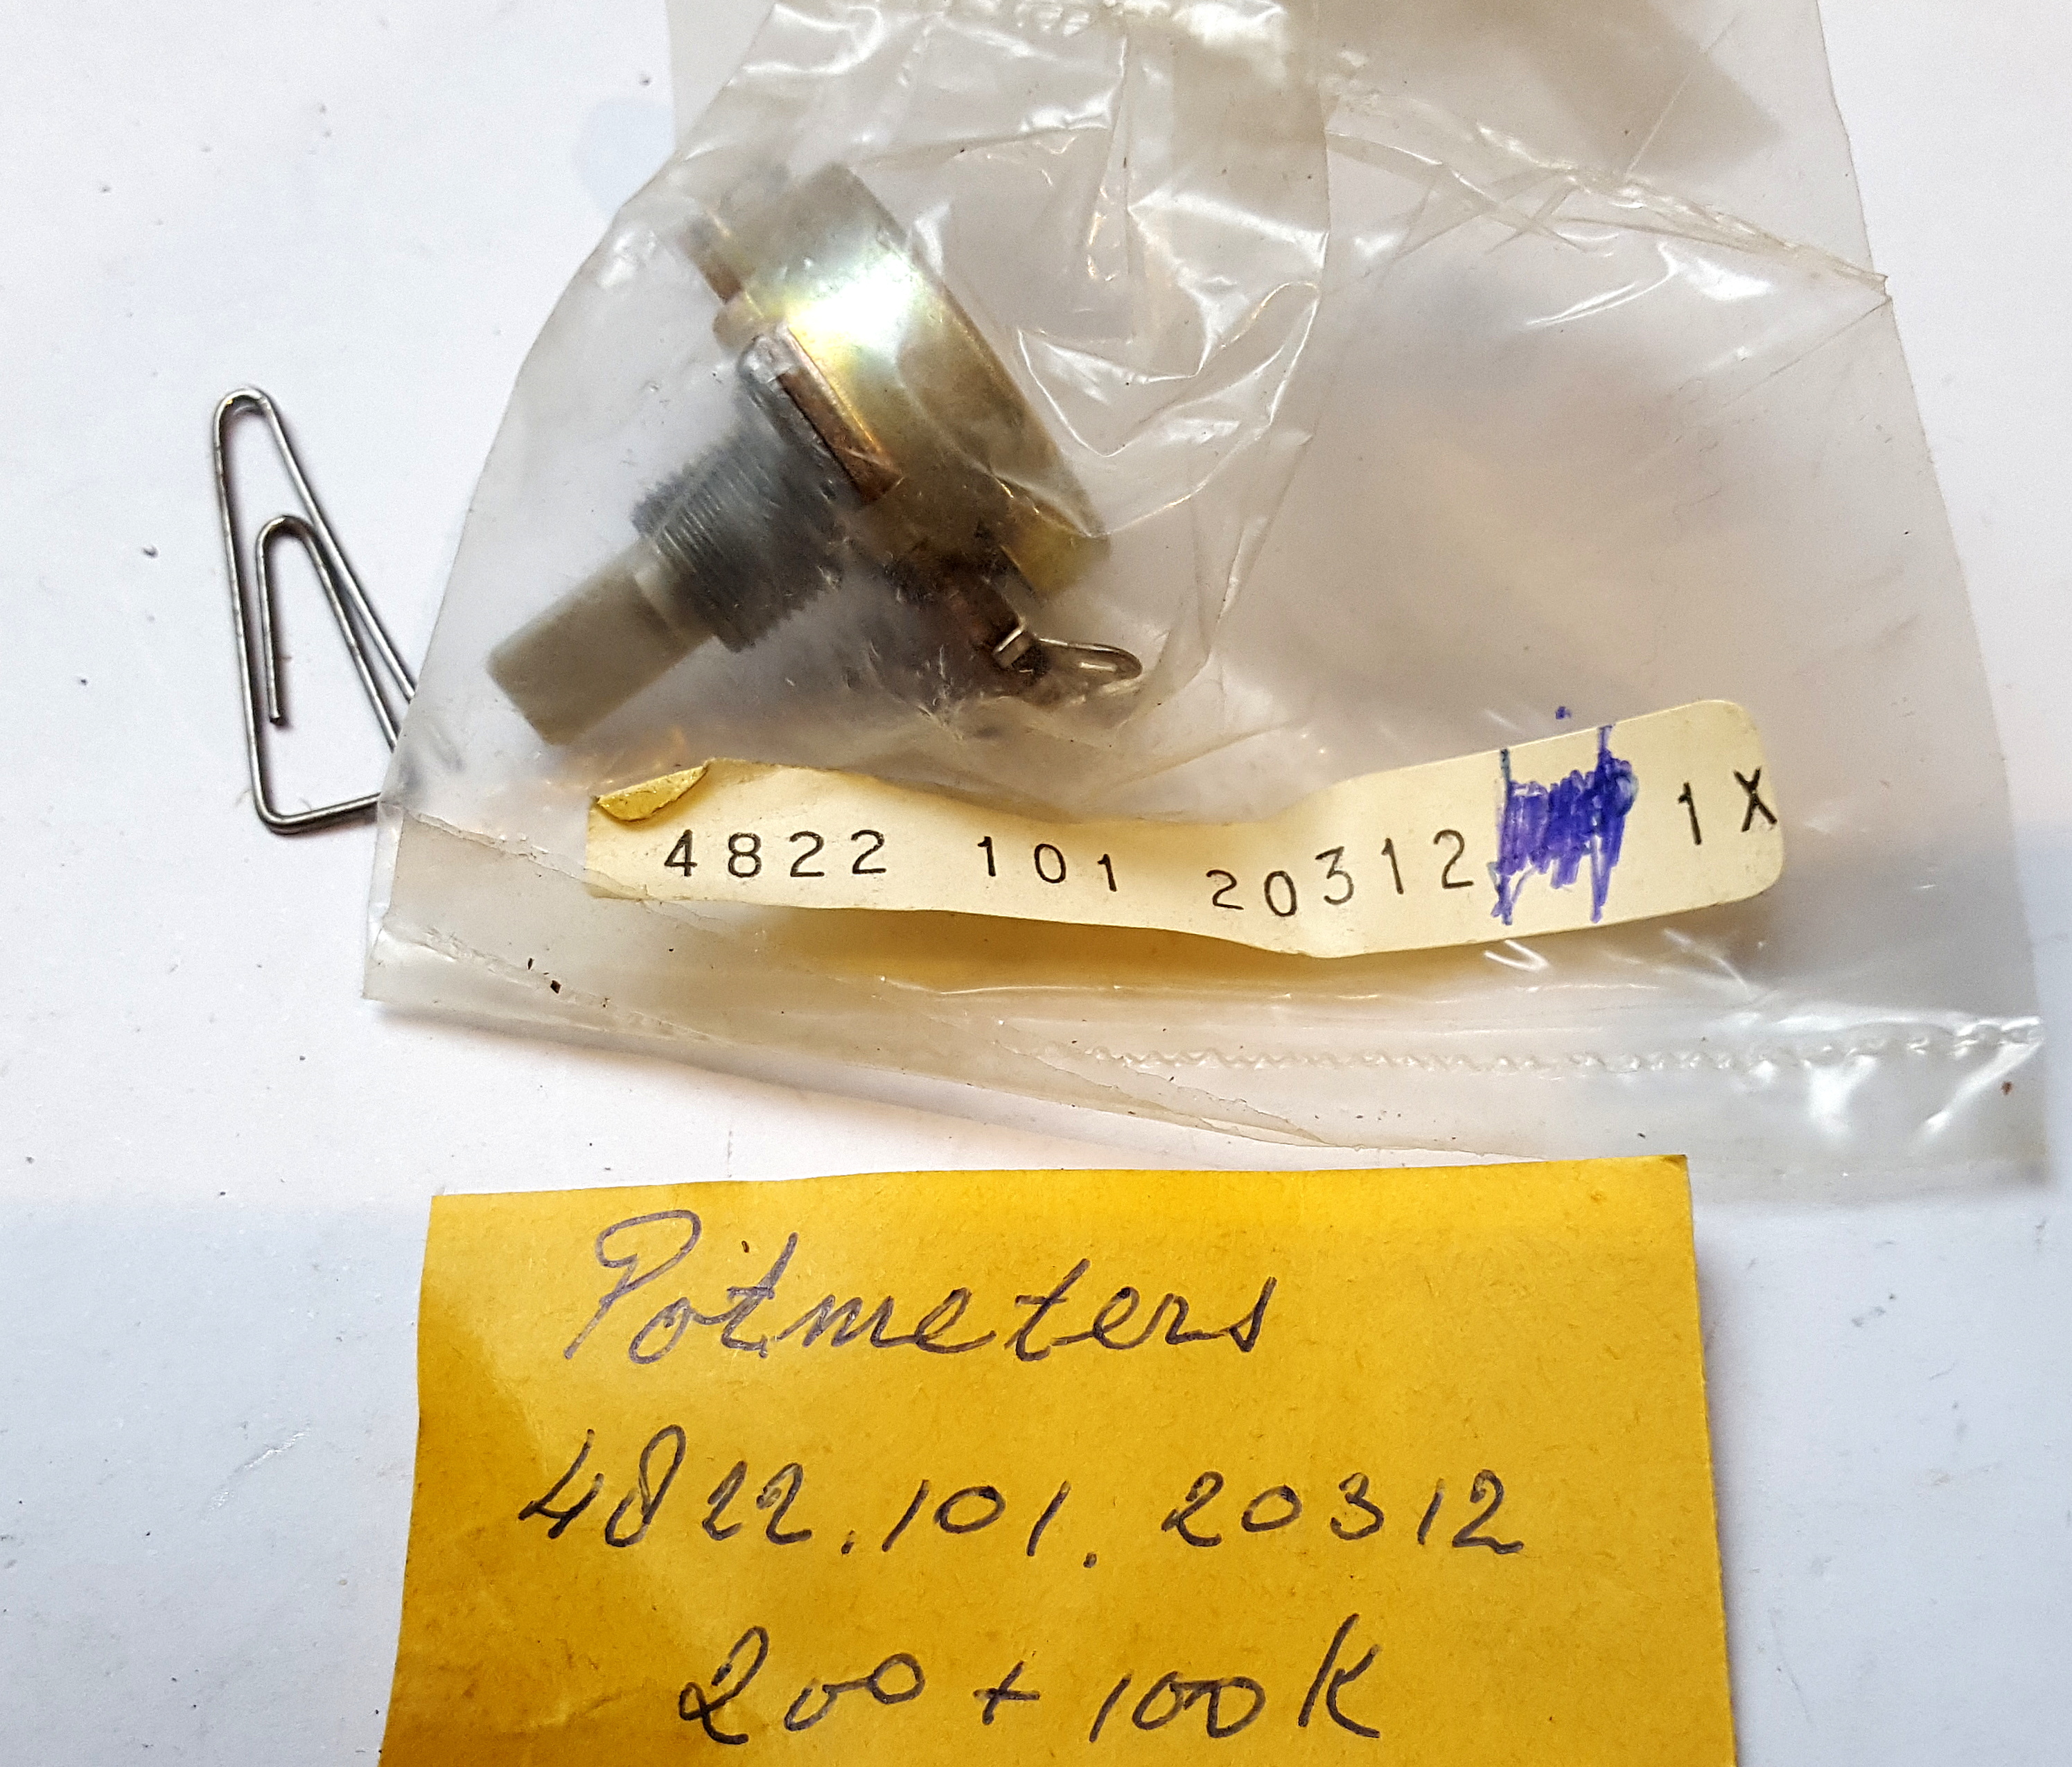 4822 101 20312 1X
Potmeters
4822.101.20312
200 + 100K